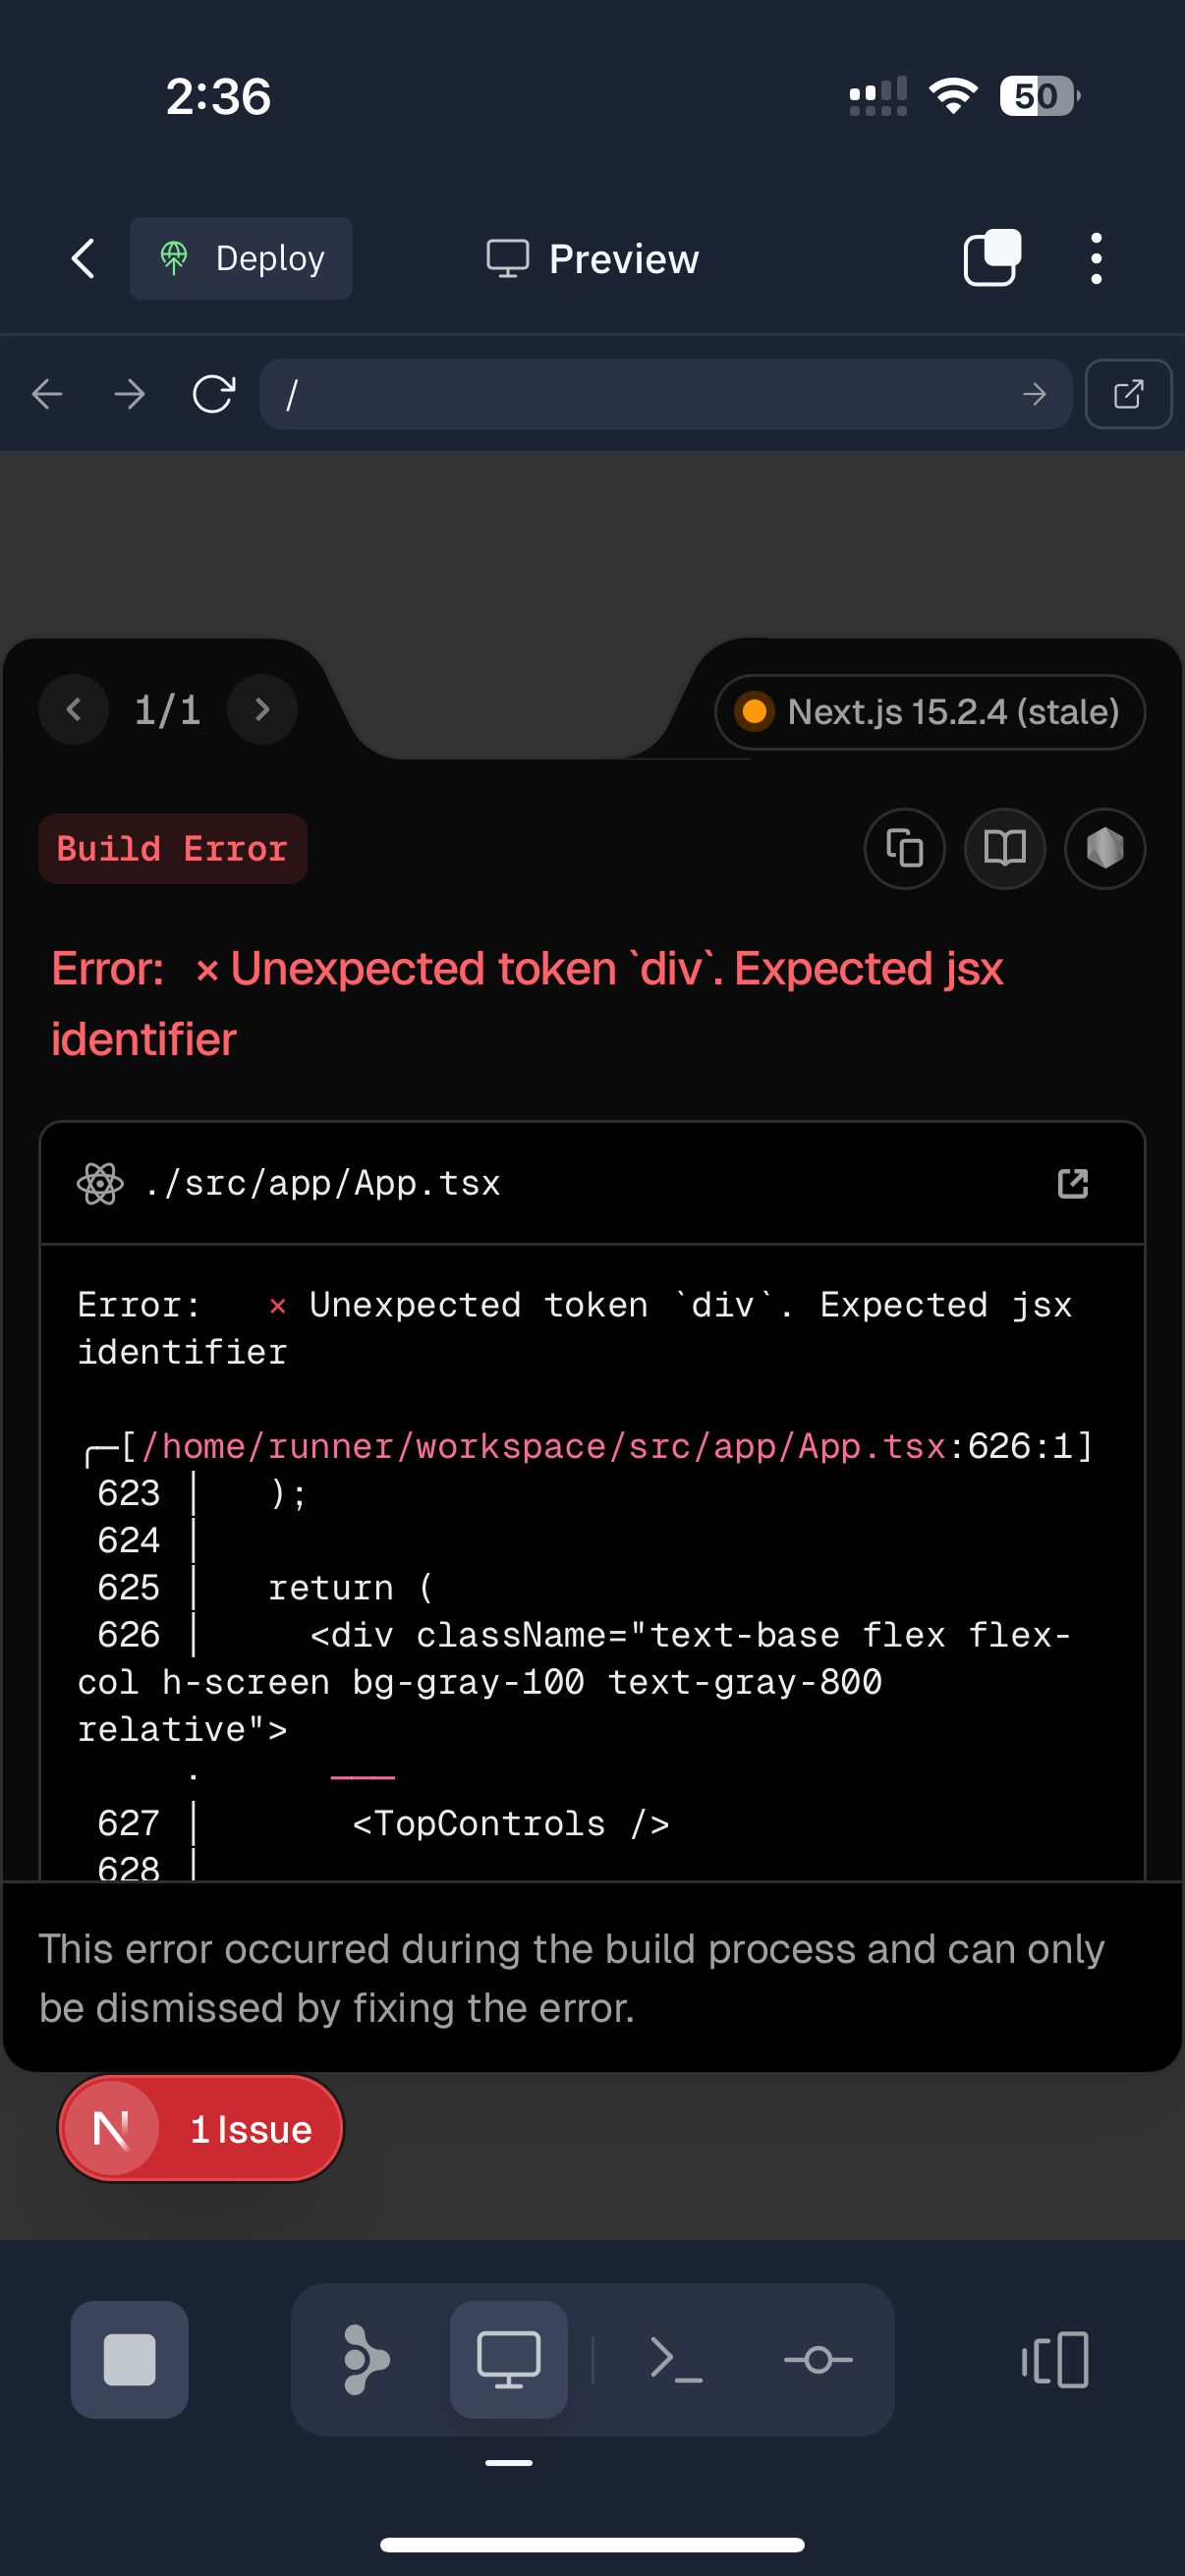 2:36
50
Deploy
Preview
/
1/1
Next.js 15.2.4 (stale)
Build Error
Error: × Unexpected token `div`. Expected jsx
identifier
./src/app/App.tsx
Error:   × Unexpected token `div`. Expected jsx
identifier
╭─[/home/runner/workspace/src/app/App.tsx:626:1]
623 │   );
624 │
625 │   return (
626 │     <div className="text-base flex flex-
col h-screen bg-gray-100 text-gray-800
relative">
·      ───
627 │       <TopControls />
628 │
This error occurred during the build process and can only
be dismissed by fixing the error.
N
1 Issue